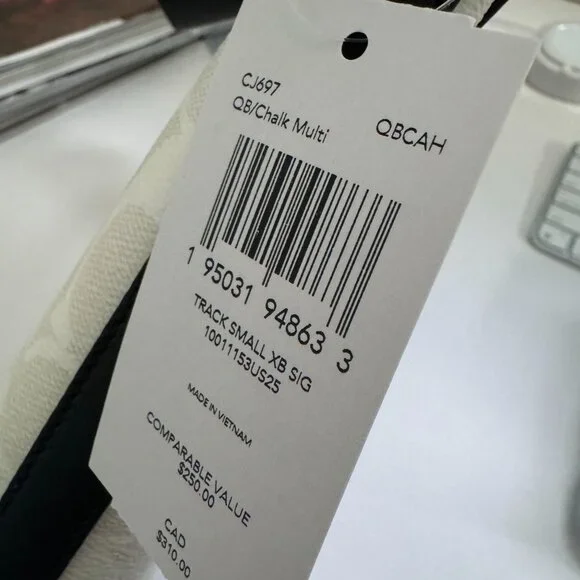 CJ697
QB/Chalk Multi QBCAH
1 95031 94863 3
TRACK SMALL XB SIG
10011153US25
MADE IN VIETNAM
COMPARABLE VALUE
$250.00
CAD
$310.00